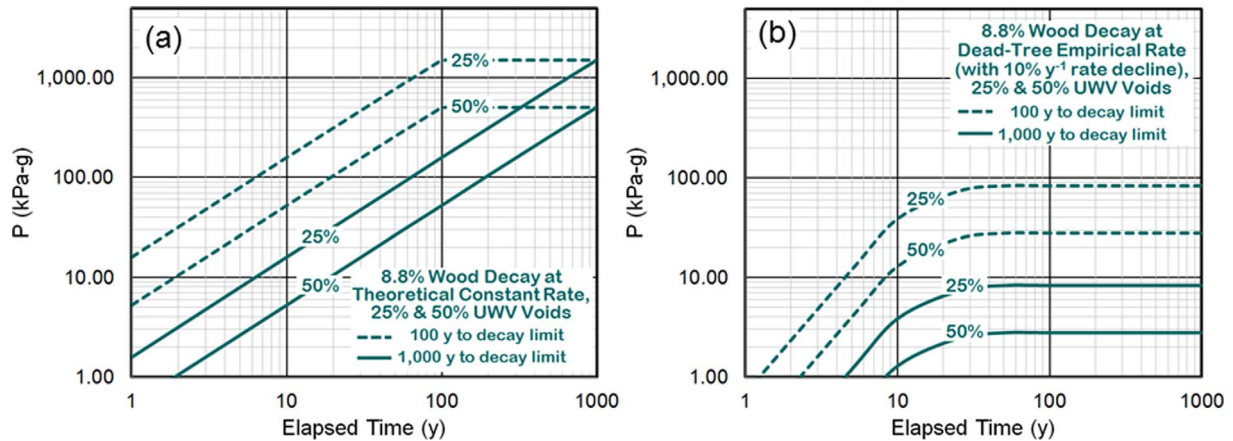 (a)
P (kPa-g)
1,000.00
100.00
10.00
1.00
25%
50%
25%
50%
8.8% Wood Decay at
Theoretical Constant Rate,
25% & 50% UWV Voids
100 y to decay limit
1,000 y to decay limit
1
10
100
1000
Elapsed Time (y)
(b)
P (kPa-g)
1,000.00
100.00
10.00
1.00
8.8% Wood Decay at
Dead-Tree Empirical Rate
(with 10% y⁻¹ rate decline),
25% & 50% UWV Voids
100 y to decay limit
1,000 y to decay limit
25%
50%
25%
50%
1
10
100
1000
Elapsed Time (y)